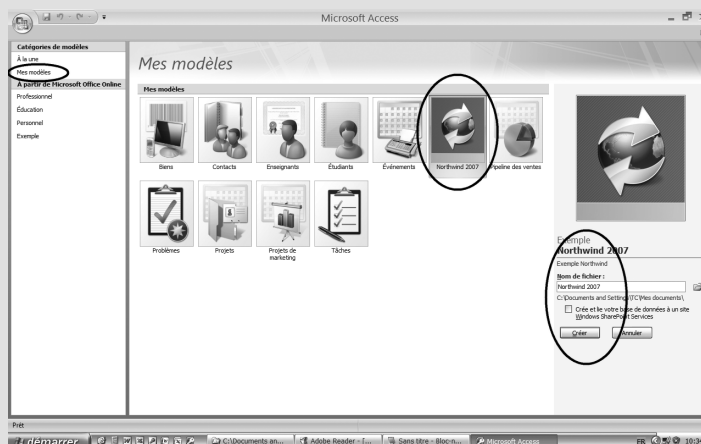 Microsoft Access
Catégories de modèles
À la une
Mes modèles
À partir de Microsoft Office Online
Professionnel
Éducation
Personnel
Exemple
Mes modèles
Mes modèles
Biens
Contacts
Enseignants
Étudiants
Événements
Northwind 2007
Pipeline des ventes
Problèmes
Projets
Projets de
marketing
Tâches
Exemple
Northwind 2007
Exemple Northwind
Nom de fichier :
Northwind 2007
C:\Documents and Settings\TC\Mes documents\
Crée et lie votre base de données à un site
Windows SharePoint Services
Créer
Annuler
Prêt
démarrer
C:\Documents an...
Adobe Reader - [...
Sans titre - Bloc-n...
Microsoft Access
FR
10:34